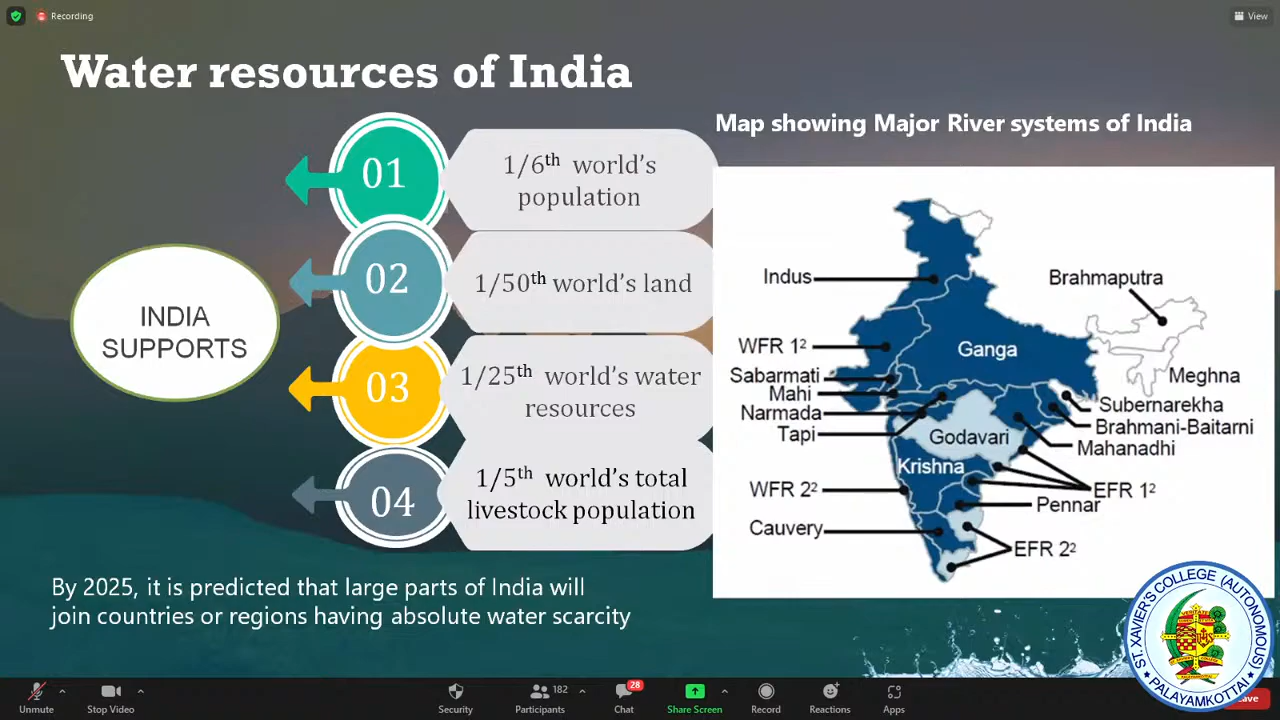 Recording
View
Water resources of India
Map showing Major River systems of India
INDIA
SUPPORTS
01
1/6th world's
population
02
1/50th world's land
03
1/25th world's water
resources
04
1/5th world's total
livestock population
By 2025, it is predicted that large parts of India will
join countries or regions having absolute water scarcity
Indus
Brahmaputra
WFR 1²
Ganga
Sabarmati
Meghna
Mahi
Subernarekha
Narmada
Brahmani-Baitarni
Tapi
Godavari
Mahanadhi
Krishna
WFR 2²
EFR 1²
Pennar
Cauvery
EFR 2²
ST. XAVIER'S COLLEGE (AUTONOMOUS)
PALAYAMKOTTAI
Unmute
Stop Video
Security
182
Participants
28
Chat
Share Screen
Record
Reactions
Apps